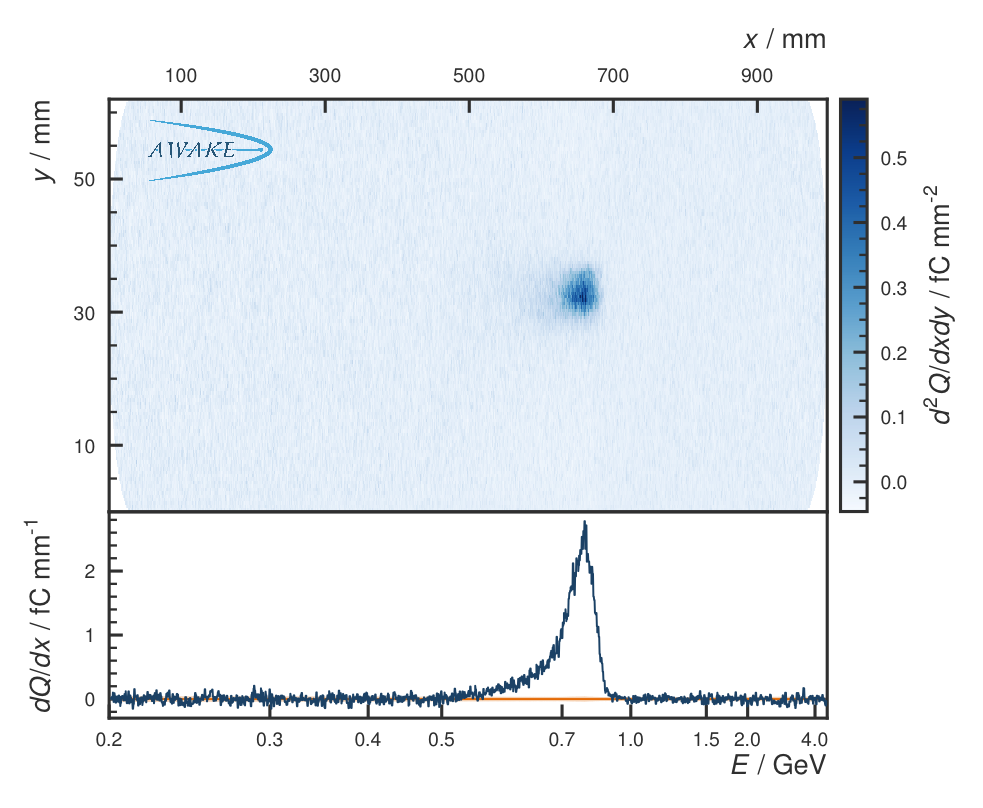 x / mm
100 300 500 700 900
y / mm
50
30
10
AWAKE
0.5
0.4
0.3
0.2
0.1
0.0
d²Q/dxdy / fC mm⁻²
dQ/dx / fC mm⁻¹
2
1
0
0.2 0.3 0.4 0.5 0.7 1.0 1.5 2.0 4.0
E / GeV